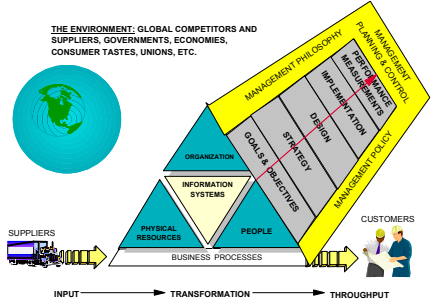 THE ENVIRONMENT: GLOBAL COMPETITORS AND
SUPPLIERS, GOVERNMENTS, ECONOMIES,
CONSUMER TASTES, UNIONS, ETC.
MANAGEMENT PHILOSOPHY
MANAGEMENT
PLANNING & CONTROL
MANAGEMENT POLICY
PERFORMANCE
MEASUREMENTS
IMPLEMENTATION
DESIGN
STRATEGY
GOALS & OBJECTIVES
ORGANIZATION
INFORMATION
SYSTEMS
PHYSICAL
RESOURCES
PEOPLE
BUSINESS PROCESSES
SUPPLIERS
CUSTOMERS
INPUT
TRANSFORMATION
THROUGHPUT